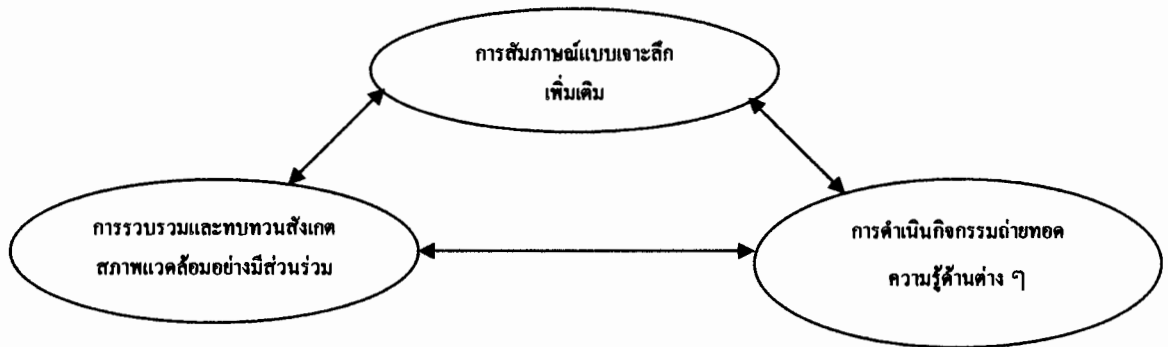 การสัมภาษณ์แบบเจาะลึก
เพิ่มเติม
การรวบรวมและทบทวนสังเกต
สภาพแวดล้อมอย่างมีส่วนร่วม
การดำเนินกิจกรรมถ่ายทอด
ความรู้ด้านต่าง ๆ